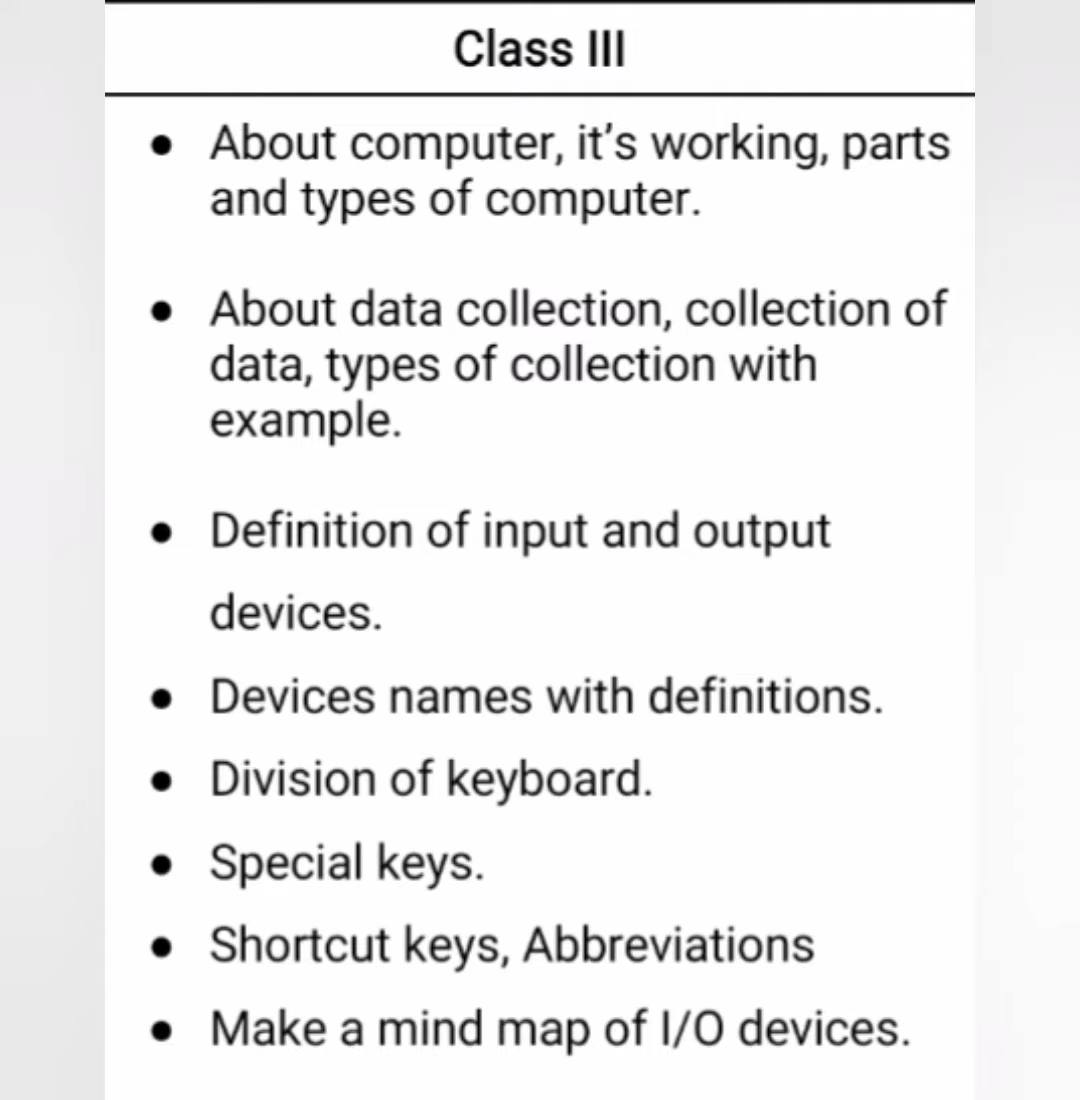 Class III
● About computer, it's working, parts
and types of computer.
● About data collection, collection of
data, types of collection with
example.
● Definition of input and output
devices.
● Devices names with definitions.
● Division of keyboard.
● Special keys.
● Shortcut keys, Abbreviations
● Make a mind map of I/O devices.